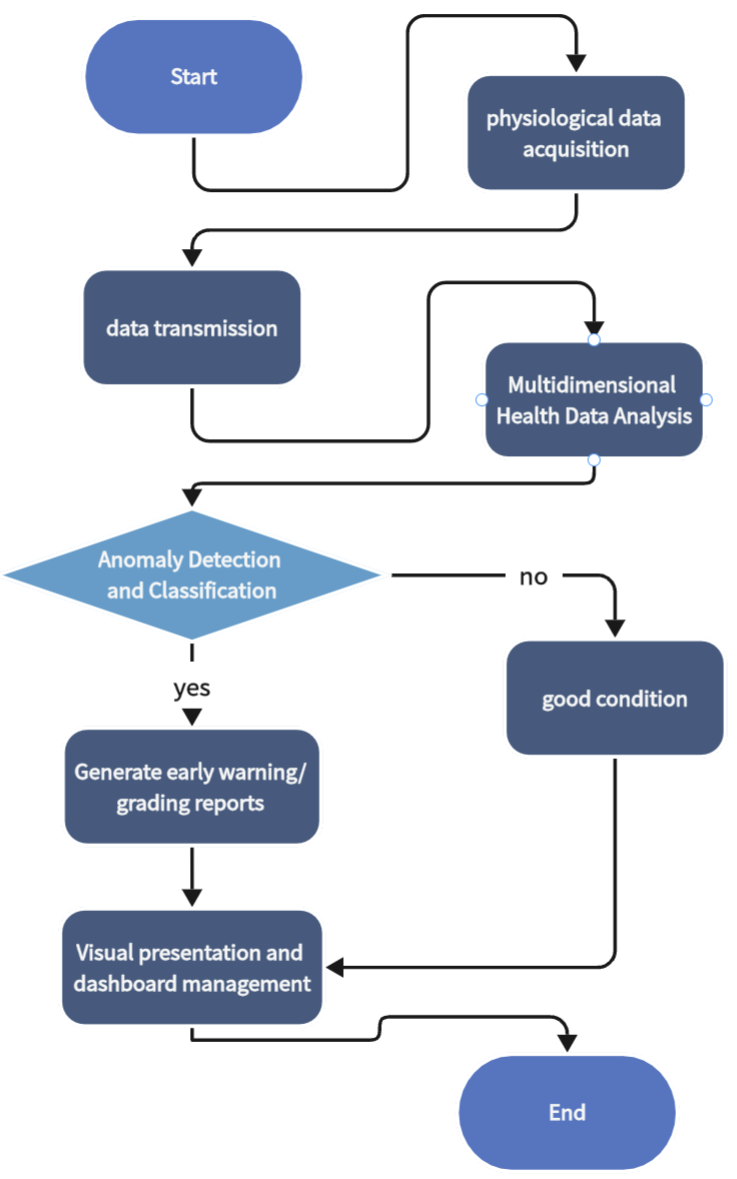 Start
physiological data
acquisition
data transmission
Multidimensional
Health Data Analysis
Anomaly Detection
and Classification
no
yes
good condition
Generate early warning/
grading reports
Visual presentation and
dashboard management
End